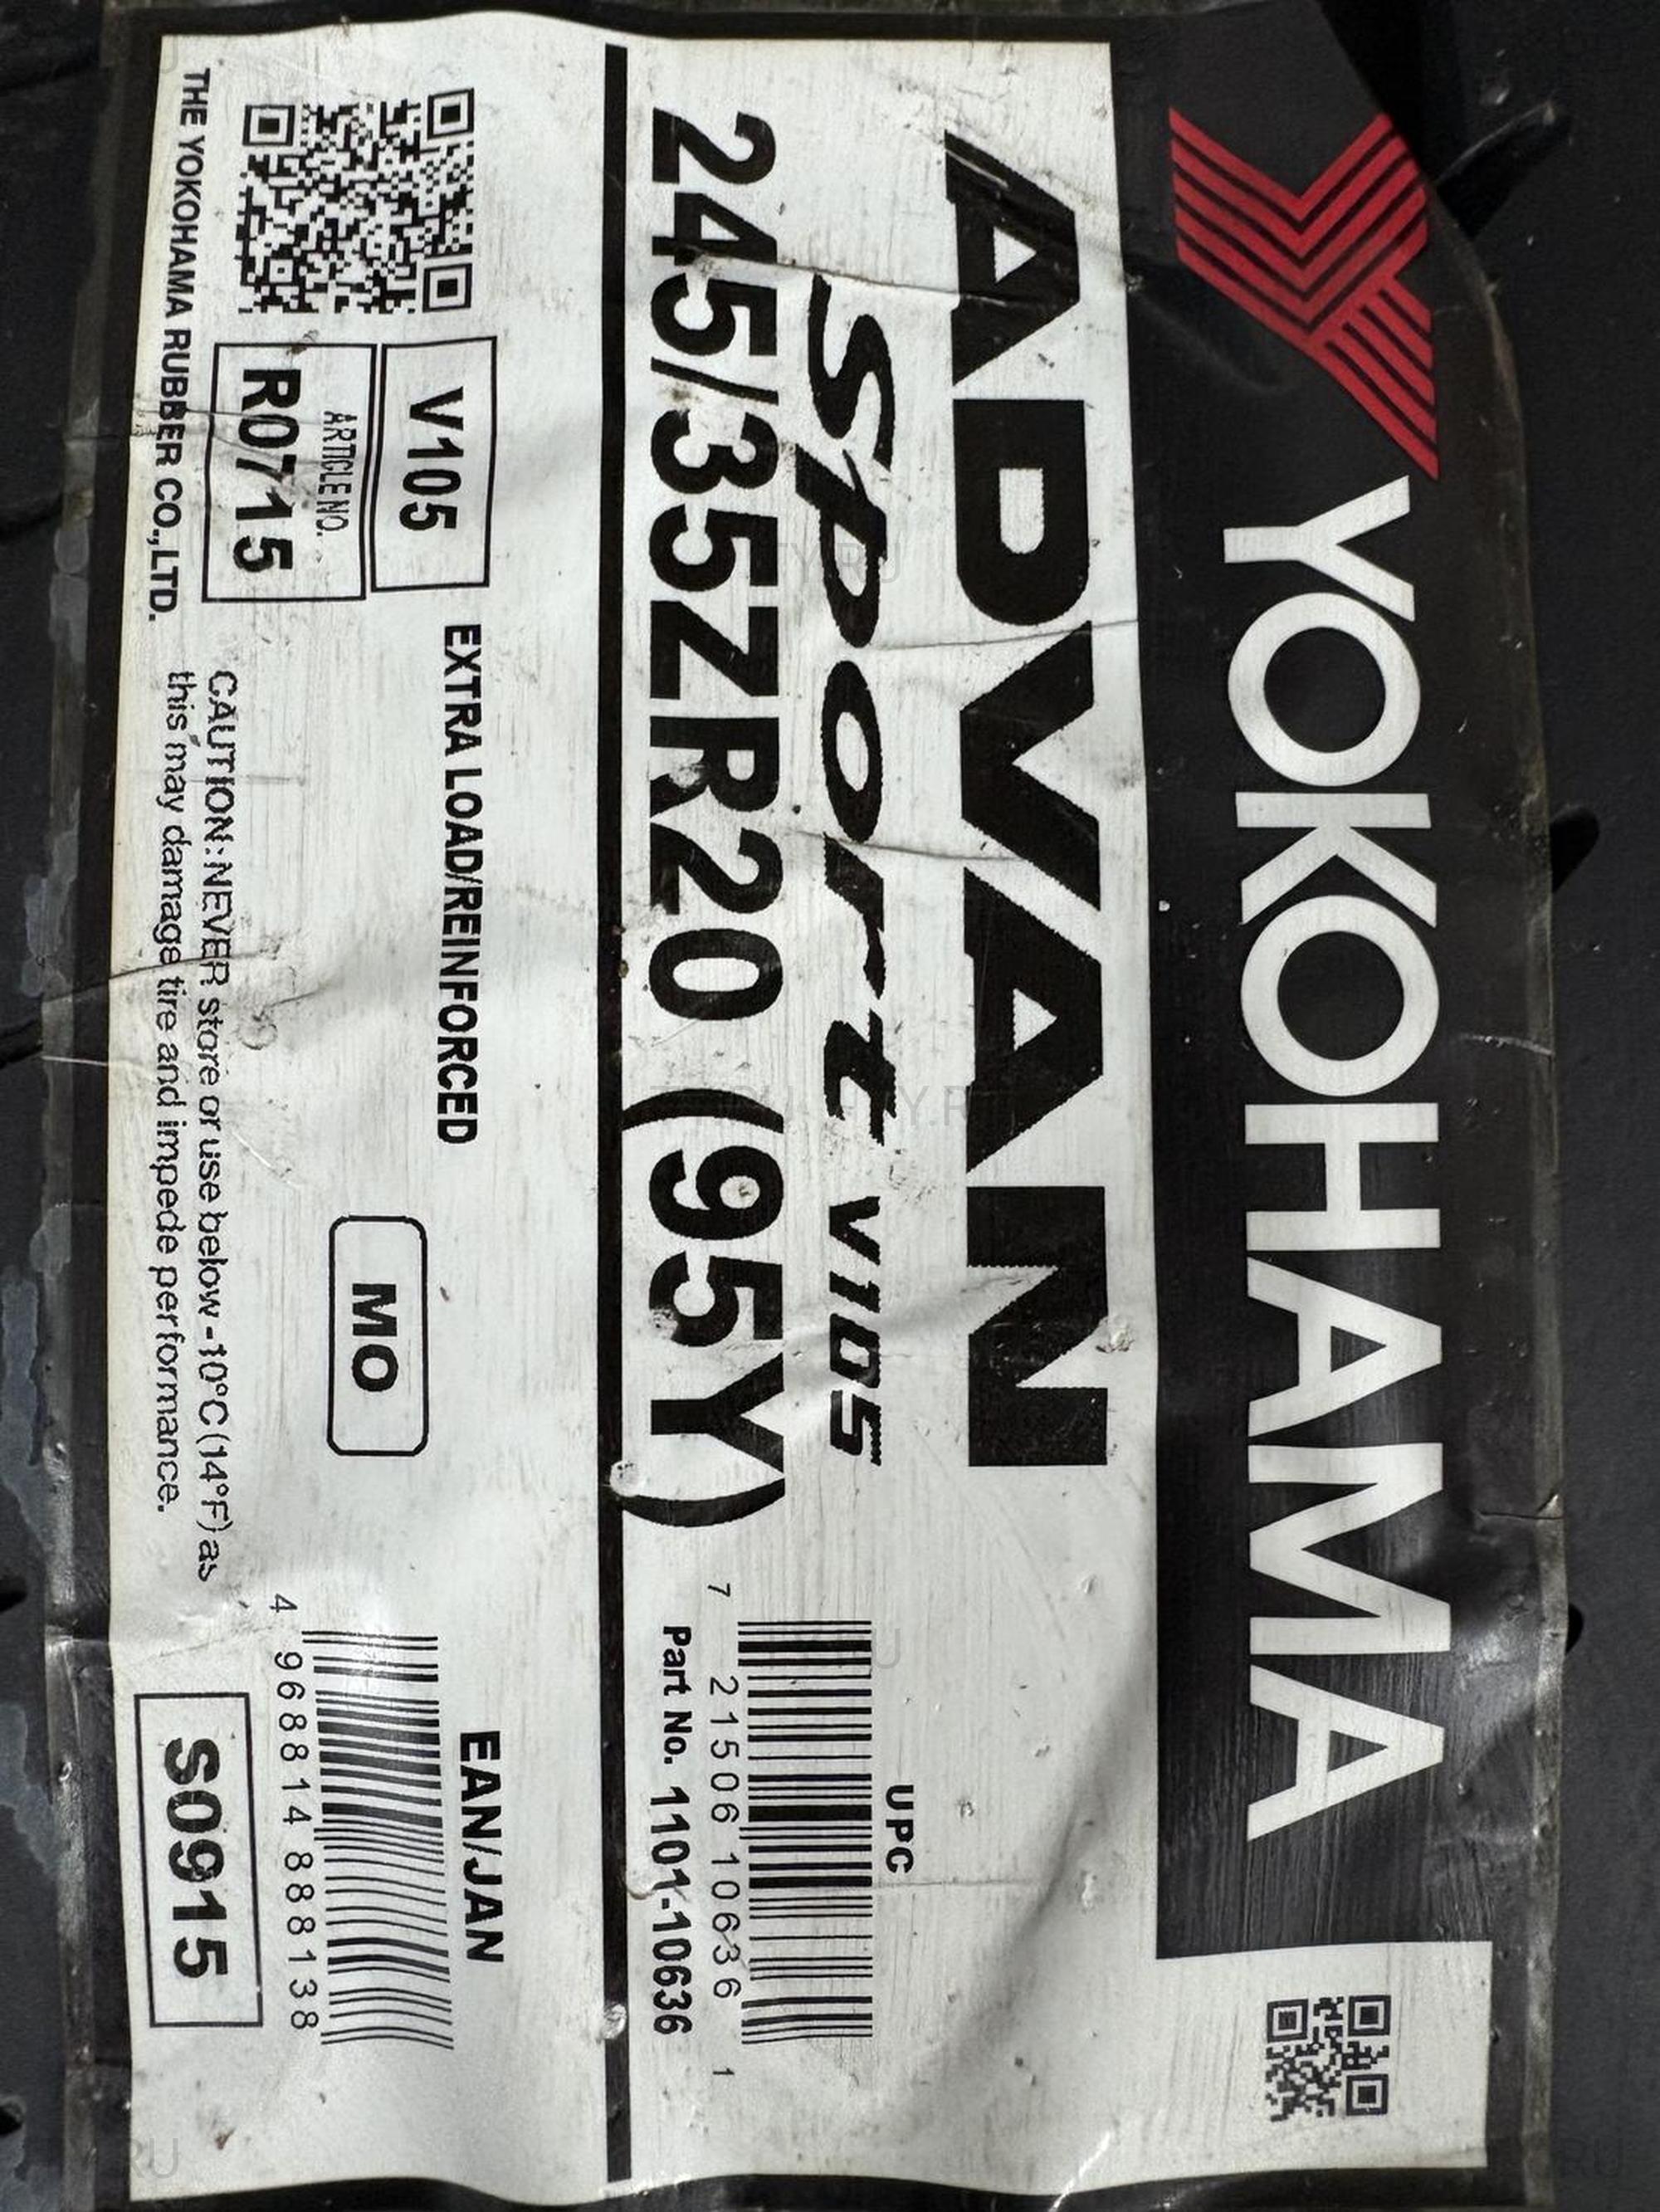 YOKOHAMA
ADVAN
Sport V105
245/35ZR20 (95Y)
UPC
7 21506 10636 1
Part No. 1101-10636
V105
ARTICLE NO.
R0715
EXTRA LOAD/REINFORCED
MO
EAN/JAN
4 968814 888138
S0915
CAUTION:NEVER store or use below -10°C(14°F) as
this may damage tire and impede performance.
THE YOKOHAMA RUBBER CO.,LTD.